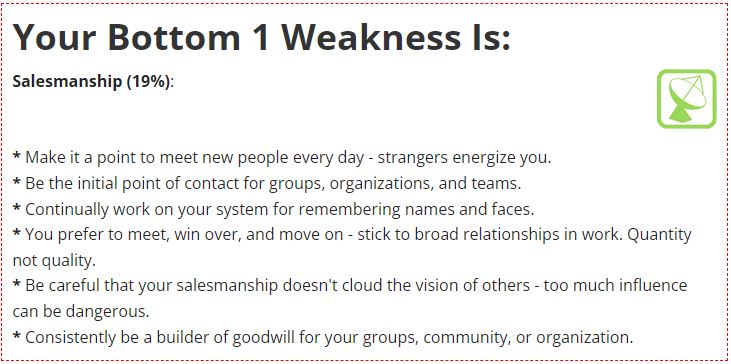 Your Bottom 1 Weakness Is:
Salesmanship (19%):
* Make it a point to meet new people every day - strangers energize you.
* Be the initial point of contact for groups, organizations, and teams.
* Continually work on your system for remembering names and faces.
* You prefer to meet, win over, and move on - stick to broad relationships in work. Quantity
not quality.
* Be careful that your salesmanship doesn't cloud the vision of others - too much influence
can be dangerous.
* Consistently be a builder of goodwill for your groups, community, or organization.